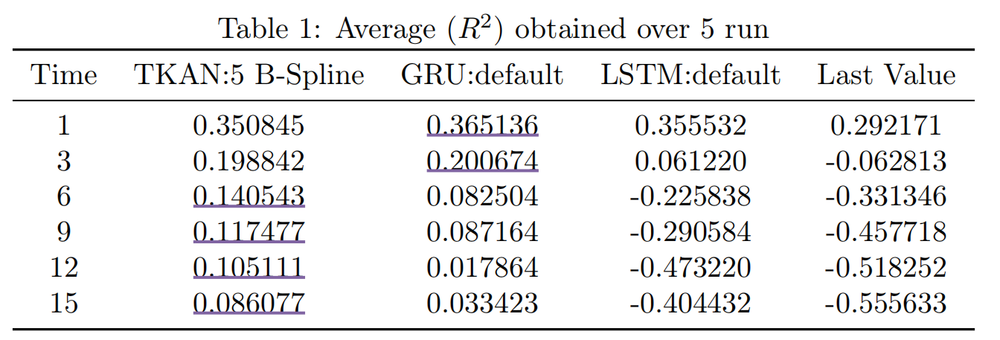 Table 1: Average (R²) obtained over 5 run
Time TKAN:5 B-Spline GRU:default LSTM:default Last Value
1 0.350845 0.365136 0.355532 0.292171
3 0.198842 0.200674 0.061220 -0.062813
6 0.140543 0.082504 -0.225838 -0.331346
9 0.117477 0.087164 -0.290584 -0.457718
12 0.105111 0.017864 -0.473220 -0.518252
15 0.086077 0.033423 -0.404432 -0.555633